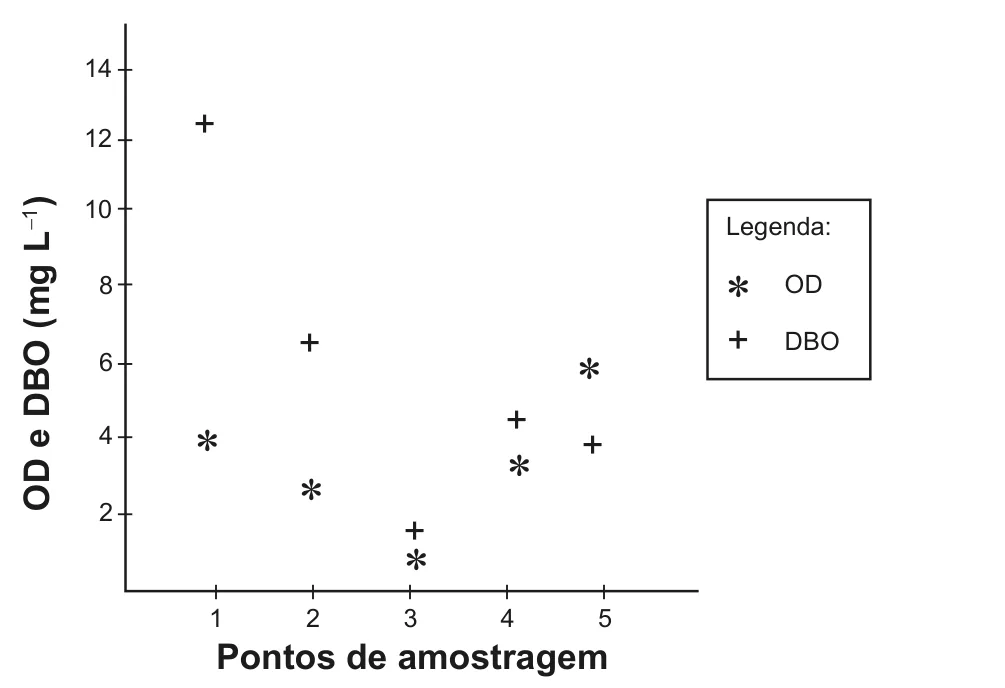 14
12
10
8
6
4
2
OD e DBO (mg L⁻¹)
1 2 3 4 5
Pontos de amostragem
Legenda:
* OD
+ DBO